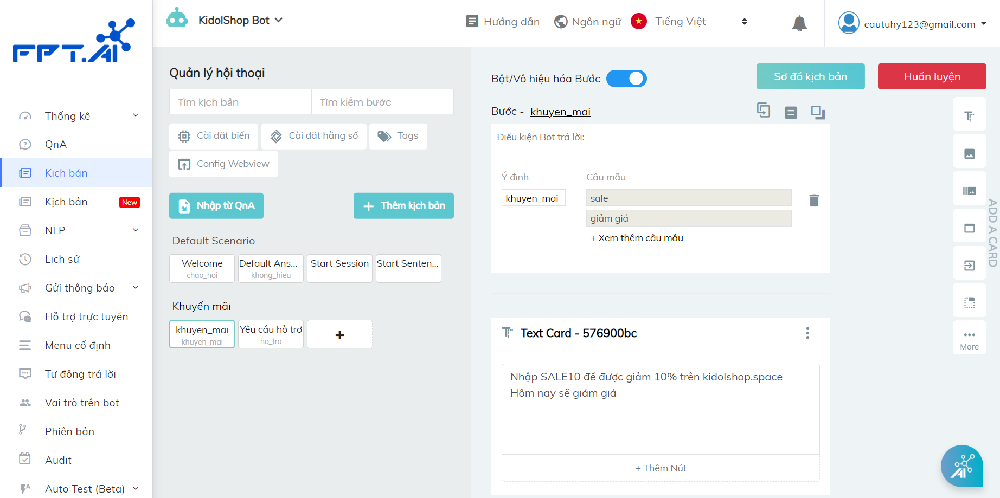 FPT.AI
Thống kê
QnA
Kịch bản
Kịch bản New
NLP
Lịch sử
Gửi thông báo
Hỗ trợ trực tuyến
Menu cố định
Tự động trả lời
Vai trò trên bot
Phiên bản
Audit
Auto Test (Beta)
KidolShop Bot
Hướng dẫn
Ngôn ngữ
Tiếng Việt
cautuhy123@gmail.com
Quản lý hội thoại
Tìm kịch bản
Tìm kiếm bước
Cài đặt biến
Cài đặt hằng số
Tags
Config Webview
Nhập từ QnA
Thêm kịch bản
Default Scenario
Welcome
chao_hoi
Default Ans...
khong_hieu
Start Session
Start Senten...
Khuyến mãi
khuyen_mai
khuyen_mai
Yêu cầu hỗ trợ
ho_tro
+
Bật/Vô hiệu hóa Bước
Sơ đồ kịch bản
Huấn luyện
Bước - khuyen_mai
Điều kiện Bot trả lời:
Ý định
Câu mẫu
khuyen_mai
sale
giảm giá
+ Xem thêm câu mẫu
Text Card - 576900bc
Nhập SALE10 để được giảm 10% trên kidolshop.space
Hôm nay sẽ giảm giá
+ Thêm Nút
ADD A CARD
More
AI